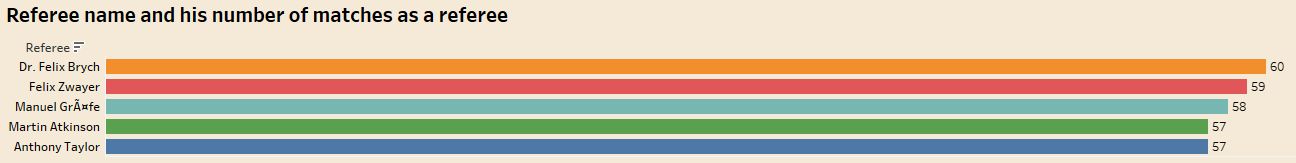 Referee name and his number of matches as a referee
Referee
Dr. Felix Brych 60
Felix Zwayer 59
Manuel GrÃ¤fe 58
Martin Atkinson 57
Anthony Taylor 57